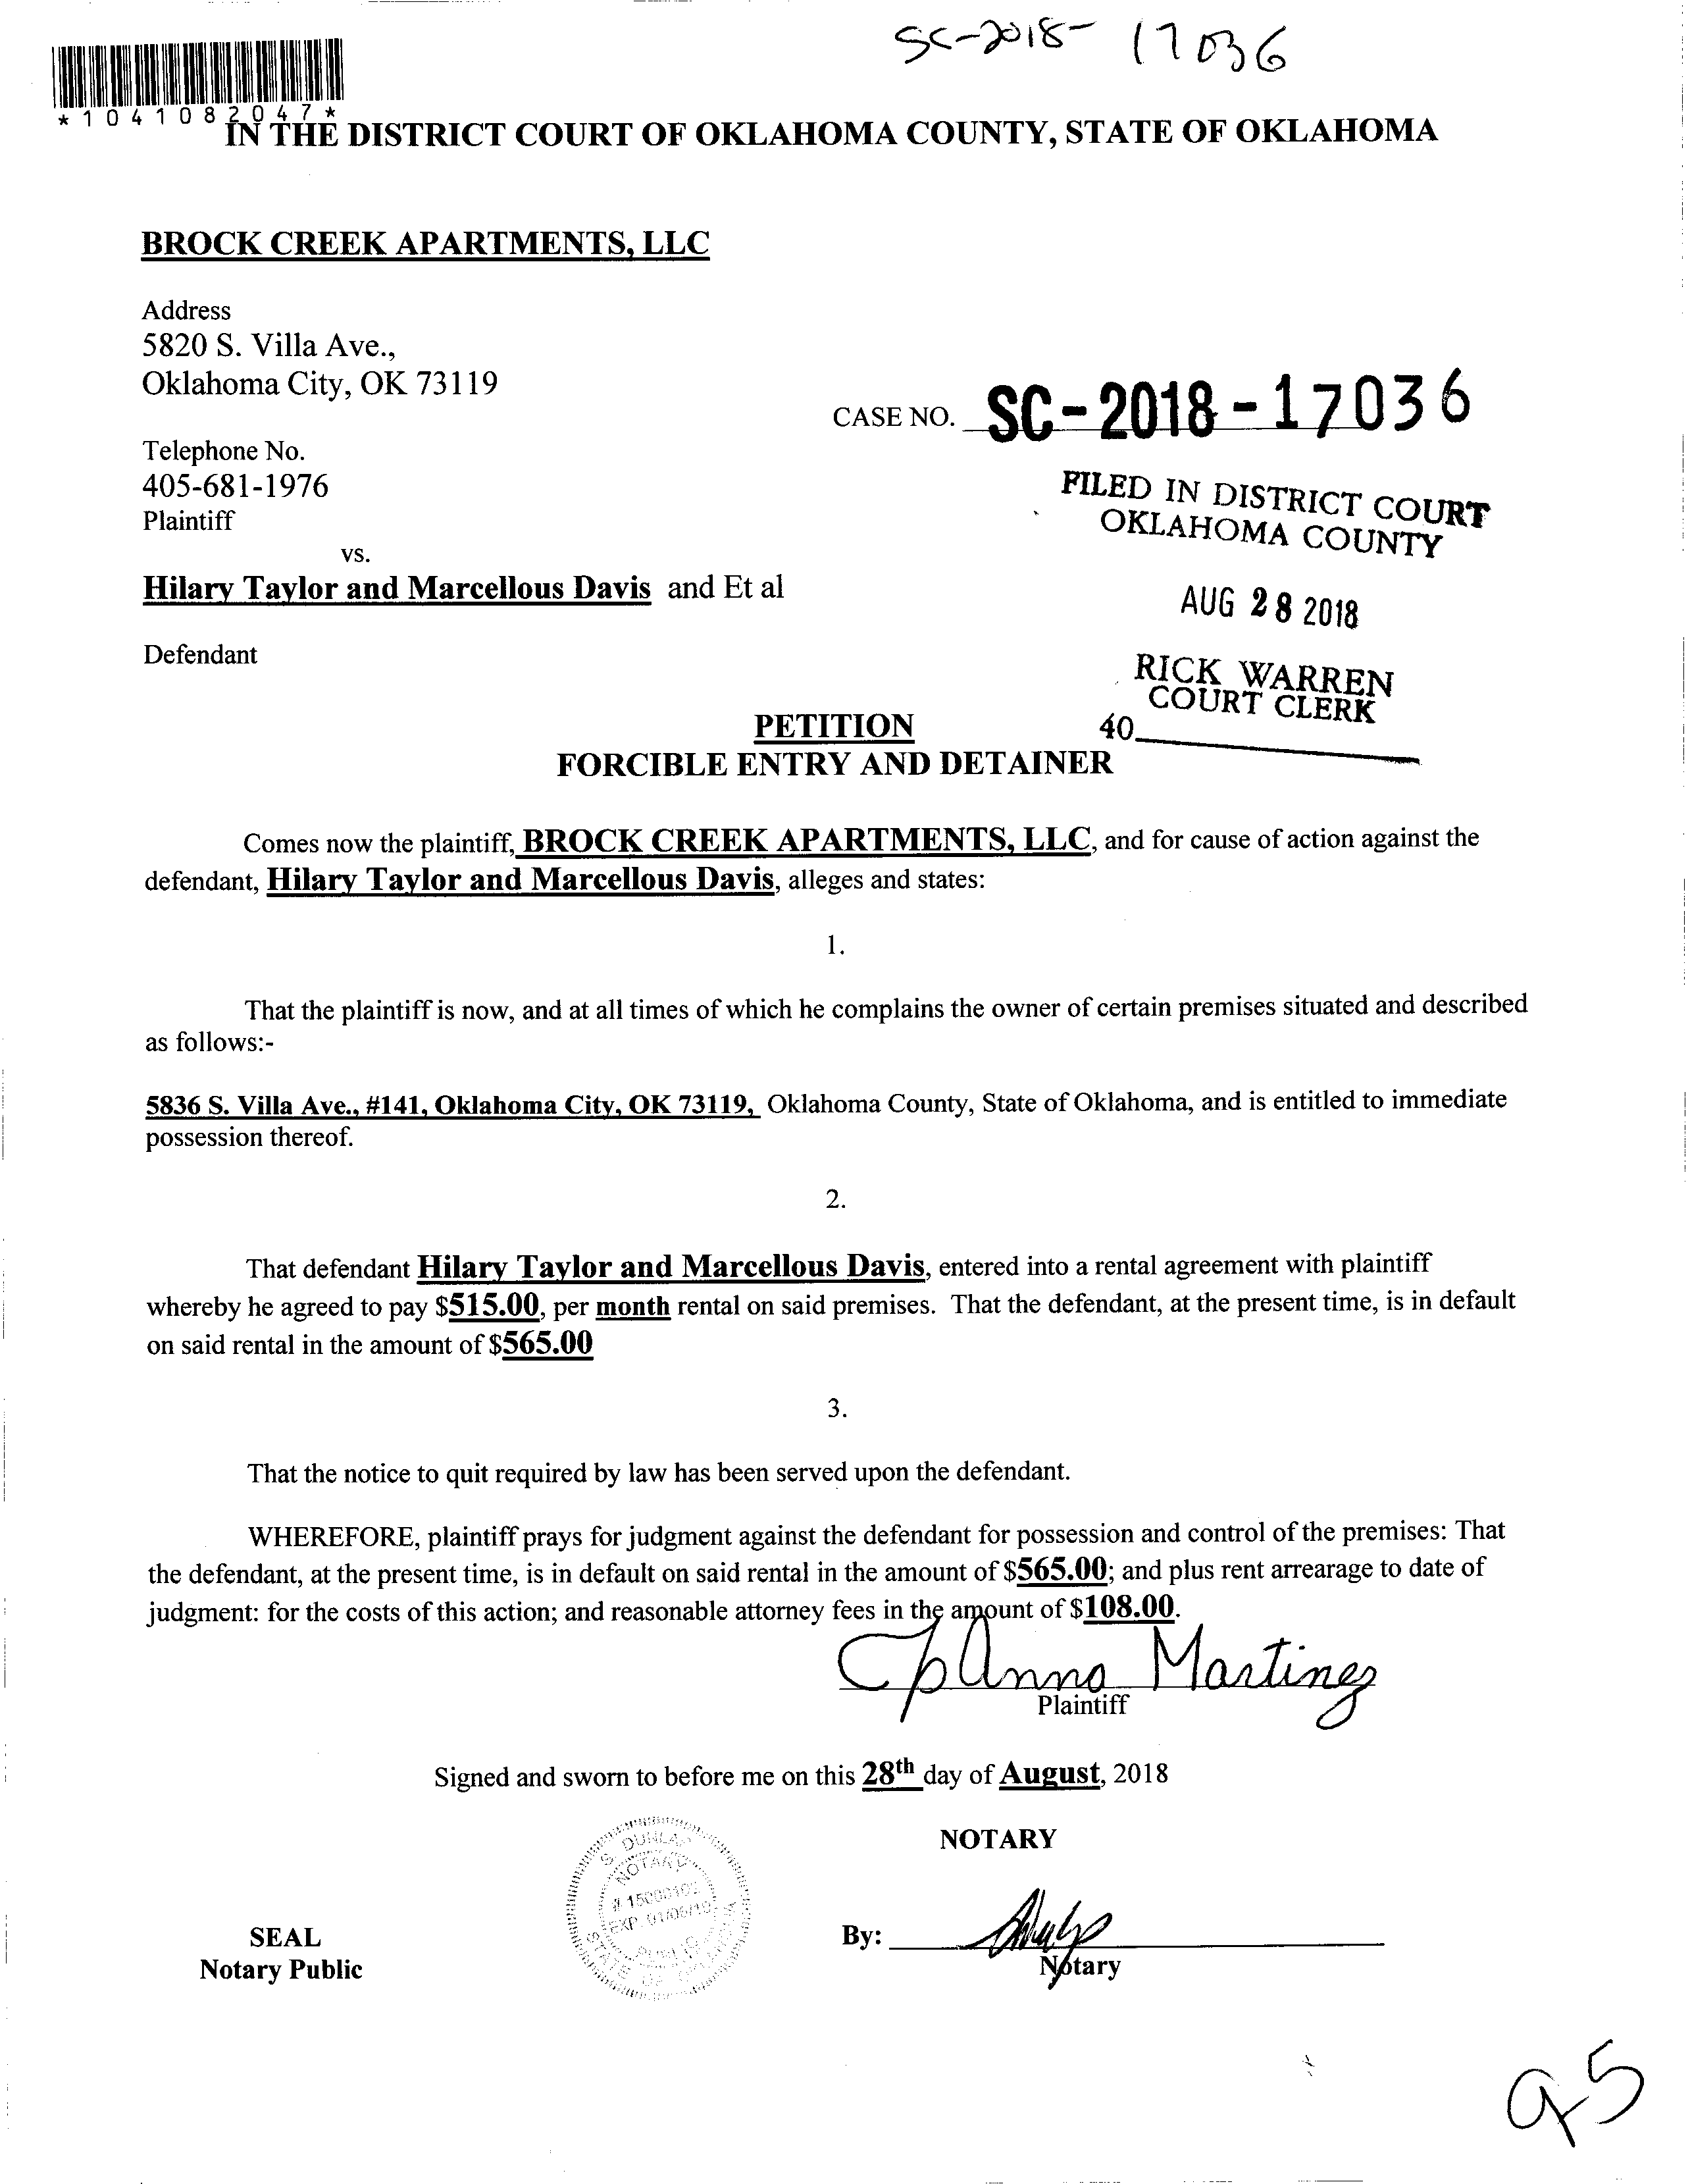 SC-2018- 17036
*1041082047*
IN THE DISTRICT COURT OF OKLAHOMA COUNTY, STATE OF OKLAHOMA
BROCK CREEK APARTMENTS, LLC
Address
5820 S. Villa Ave.,
Oklahoma City, OK 73119
CASE NO. SC-2018-17036
Telephone No.
405-681-1976
Plaintiff
FILED IN DISTRICT COURT
OKLAHOMA COUNTY
vs.
Hilary Taylor and Marcellous Davis and Et al
AUG 28 2018
Defendant
RICK WARREN
COURT CLERK
40
PETITION
FORCIBLE ENTRY AND DETAINER
Comes now the plaintiff, BROCK CREEK APARTMENTS, LLC, and for cause of action against the
defendant, Hilary Taylor and Marcellous Davis, alleges and states:
1.
That the plaintiff is now, and at all times of which he complains the owner of certain premises situated and described
as follows:-
5836 S. Villa Ave., #141, Oklahoma City, OK 73119, Oklahoma County, State of Oklahoma, and is entitled to immediate
possession thereof.
2.
That defendant Hilary Taylor and Marcellous Davis, entered into a rental agreement with plaintiff
whereby he agreed to pay $515.00, per month rental on said premises. That the defendant, at the present time, is in default
on said rental in the amount of $565.00
3.
That the notice to quit required by law has been served upon the defendant.
WHEREFORE, plaintiff prays for judgment against the defendant for possession and control of the premises: That
the defendant, at the present time, is in default on said rental in the amount of $565.00; and plus rent arrearage to date of
judgment: for the costs of this action; and reasonable attorney fees in the amount of $108.00.
Anna Martinez
Plaintiff
Signed and sworn to before me on this 28th day of August, 2018
NOTARY
SEAL
Notary Public
By:
Notary
STATE OF
95